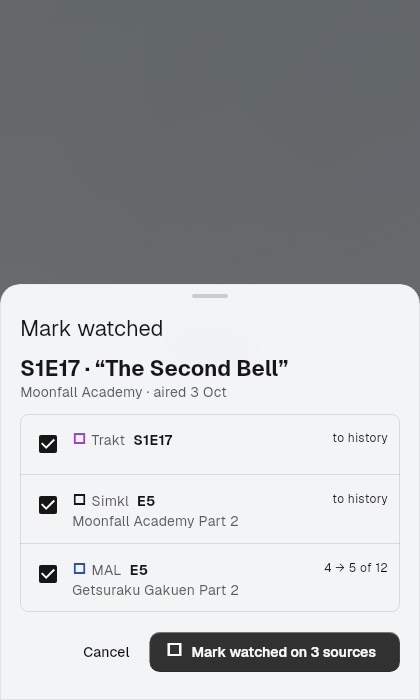 Mark watched
S1E17 · “The Second Bell”
Moonfall Academy · aired 3 Oct
Trakt S1E17 to history
Simkl E5 to history
Moonfall Academy Part 2
MAL E5 4 → 5 of 12
Getsuraku Gakuen Part 2
Cancel Mark watched on 3 sources